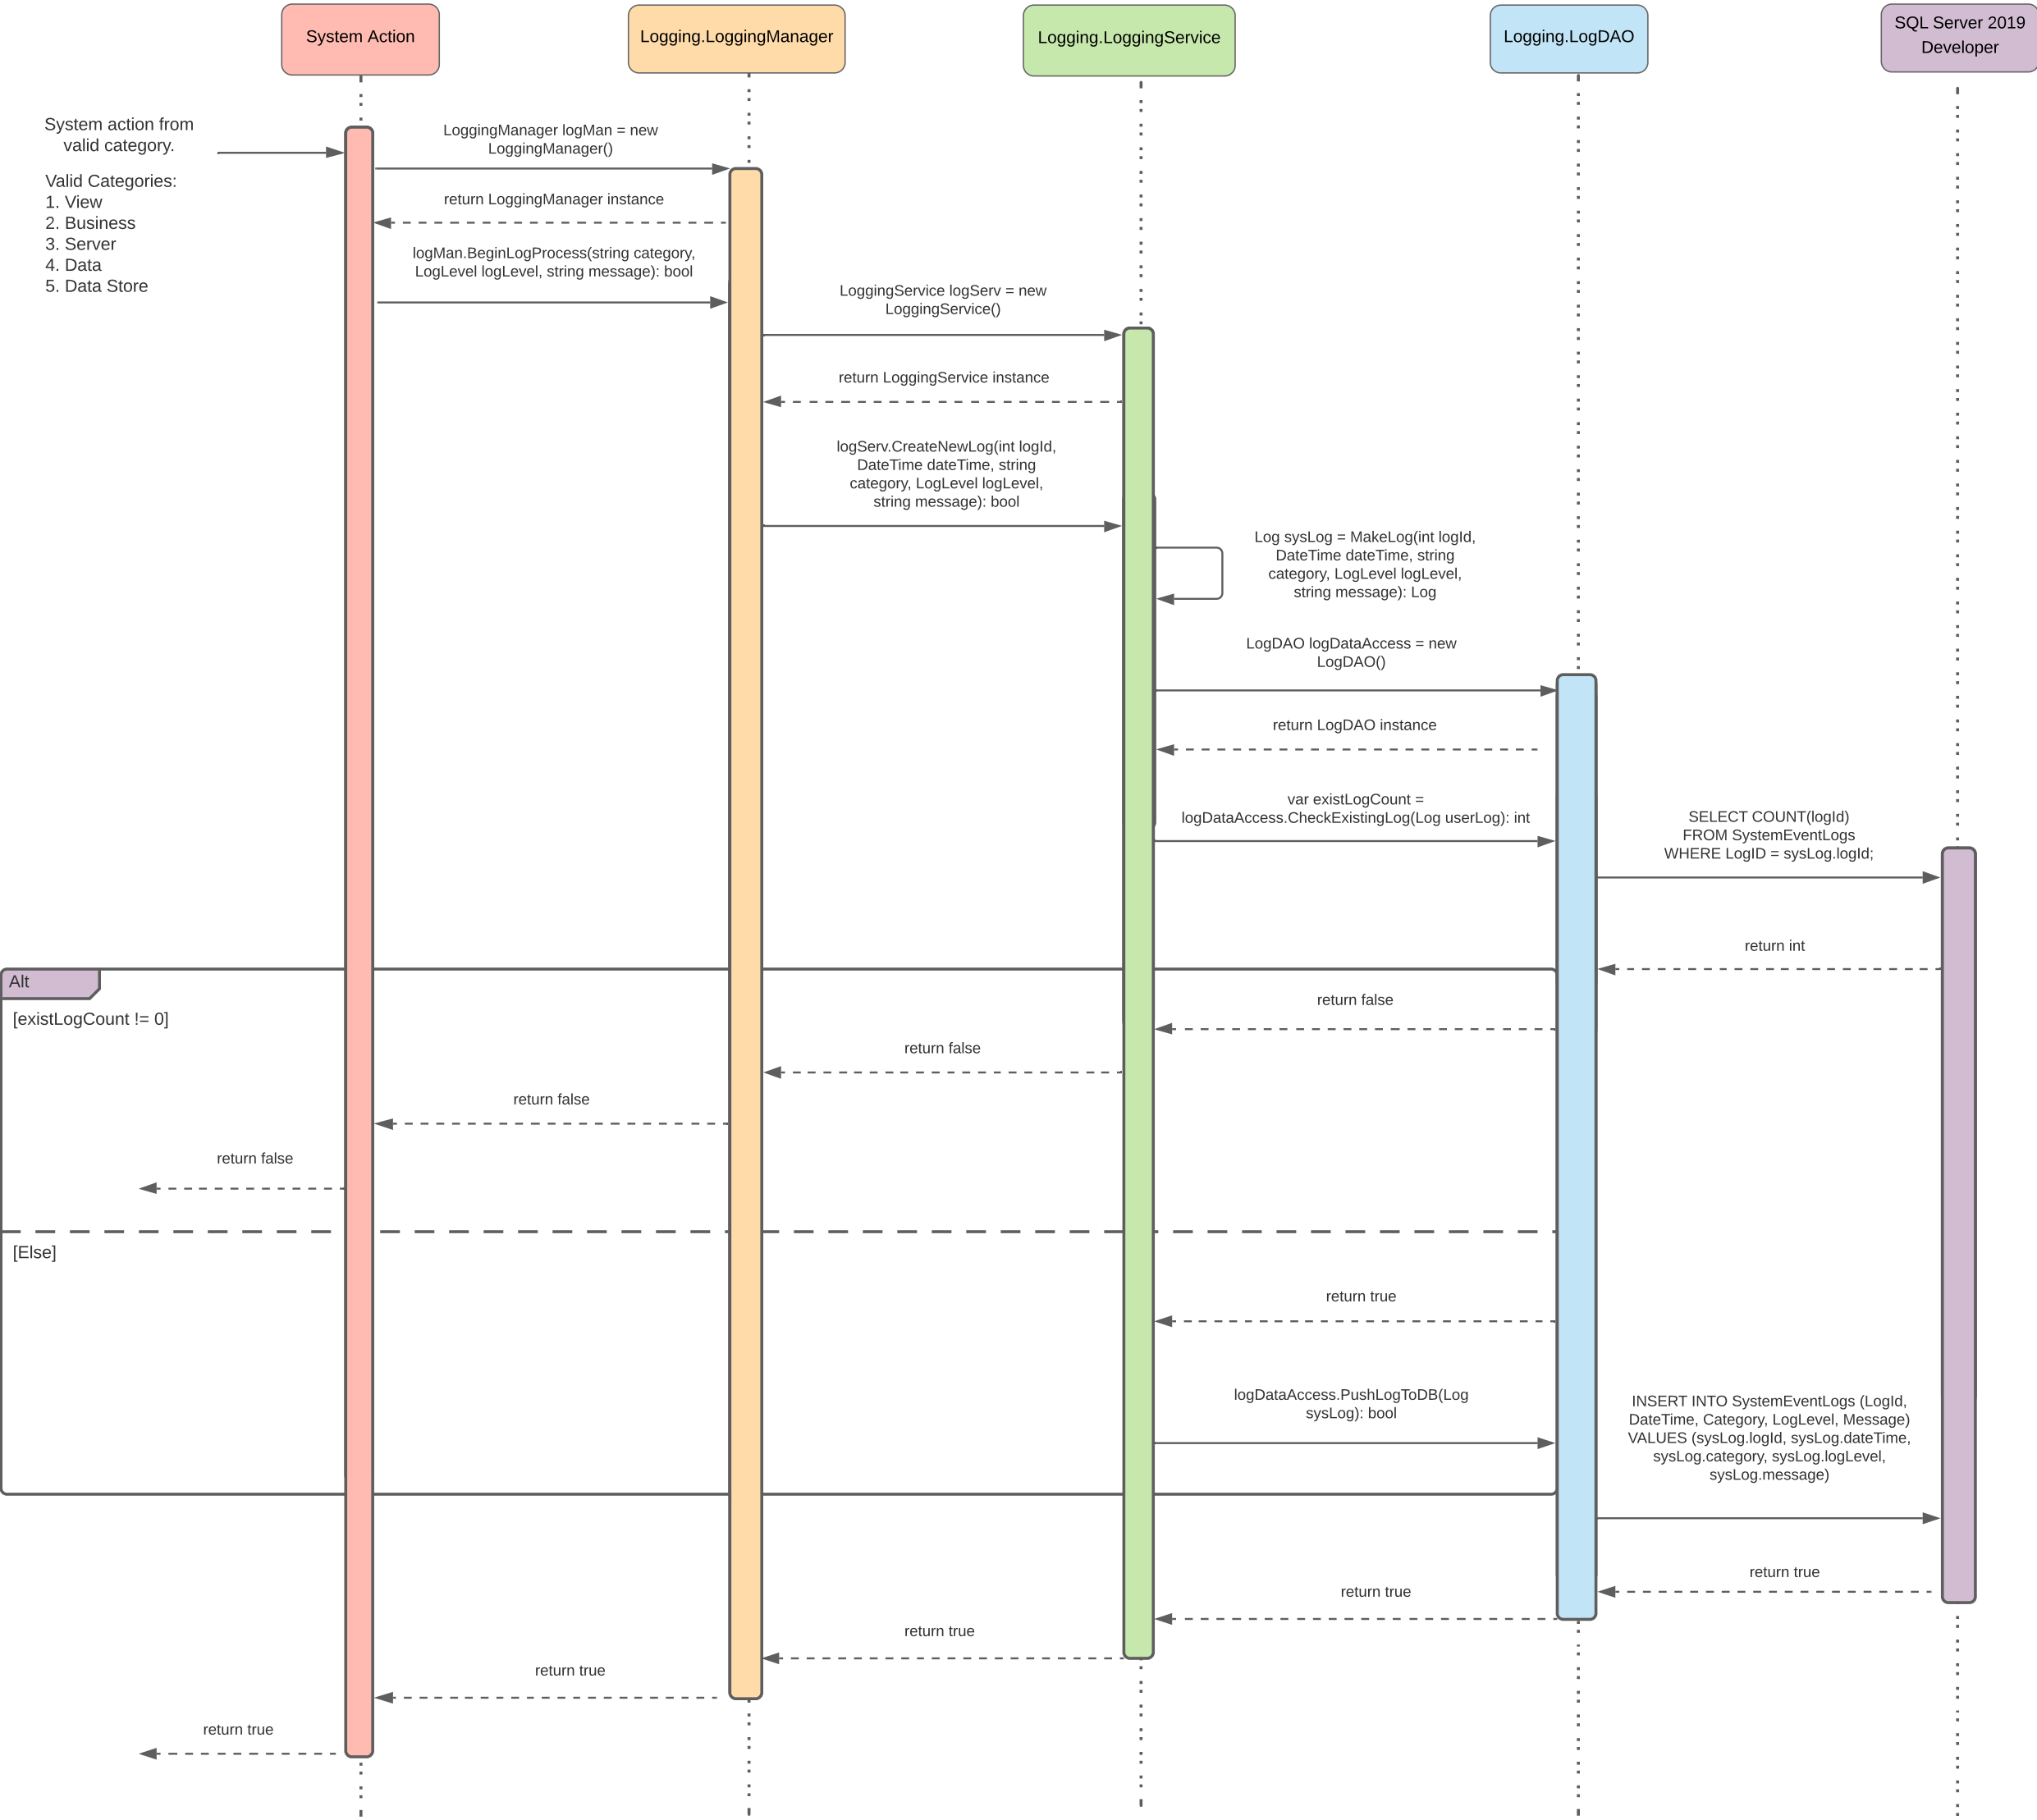 System Action
Logging.LoggingManager
Logging.LoggingService
Logging.LogDAO
SQL Server 2019
Developer
System action from
valid category.
Valid Categories:
1. View
2. Business
3. Server
4. Data
5. Data Store
LoggingManager logMan = new
LoggingManager()
return LoggingManager instance
logMan.BeginLogProcess(string category,
LogLevel logLevel, string message): bool
LoggingService logServ = new
LoggingService()
return LoggingService instance
logServ.CreateNewLog(int logId,
DateTime dateTime, string
category, LogLevel logLevel,
string message): bool
Log sysLog = MakeLog(int logId,
DateTime dateTime, string
category, LogLevel logLevel,
string message): Log
LogDAO logDataAccess = new
LogDAO()
return LogDAO instance
var existLogCount =
logDataAccess.CheckExistingLog(Log userLog): int
SELECT COUNT(logId)
FROM SystemEventLogs
WHERE LogID = sysLog.logId;
return int
Alt
[existLogCount != 0]
return false
return false
return false
return false
[Else]
return true
logDataAccess.PushLogToDB(Log
sysLog): bool
INSERT INTO SystemEventLogs (LogId,
DateTime, Category, LogLevel, Message)
VALUES (sysLog.logId, sysLog.dateTime,
sysLog.category, sysLog.logLevel,
sysLog.message)
return true
return true
return true
return true
return true